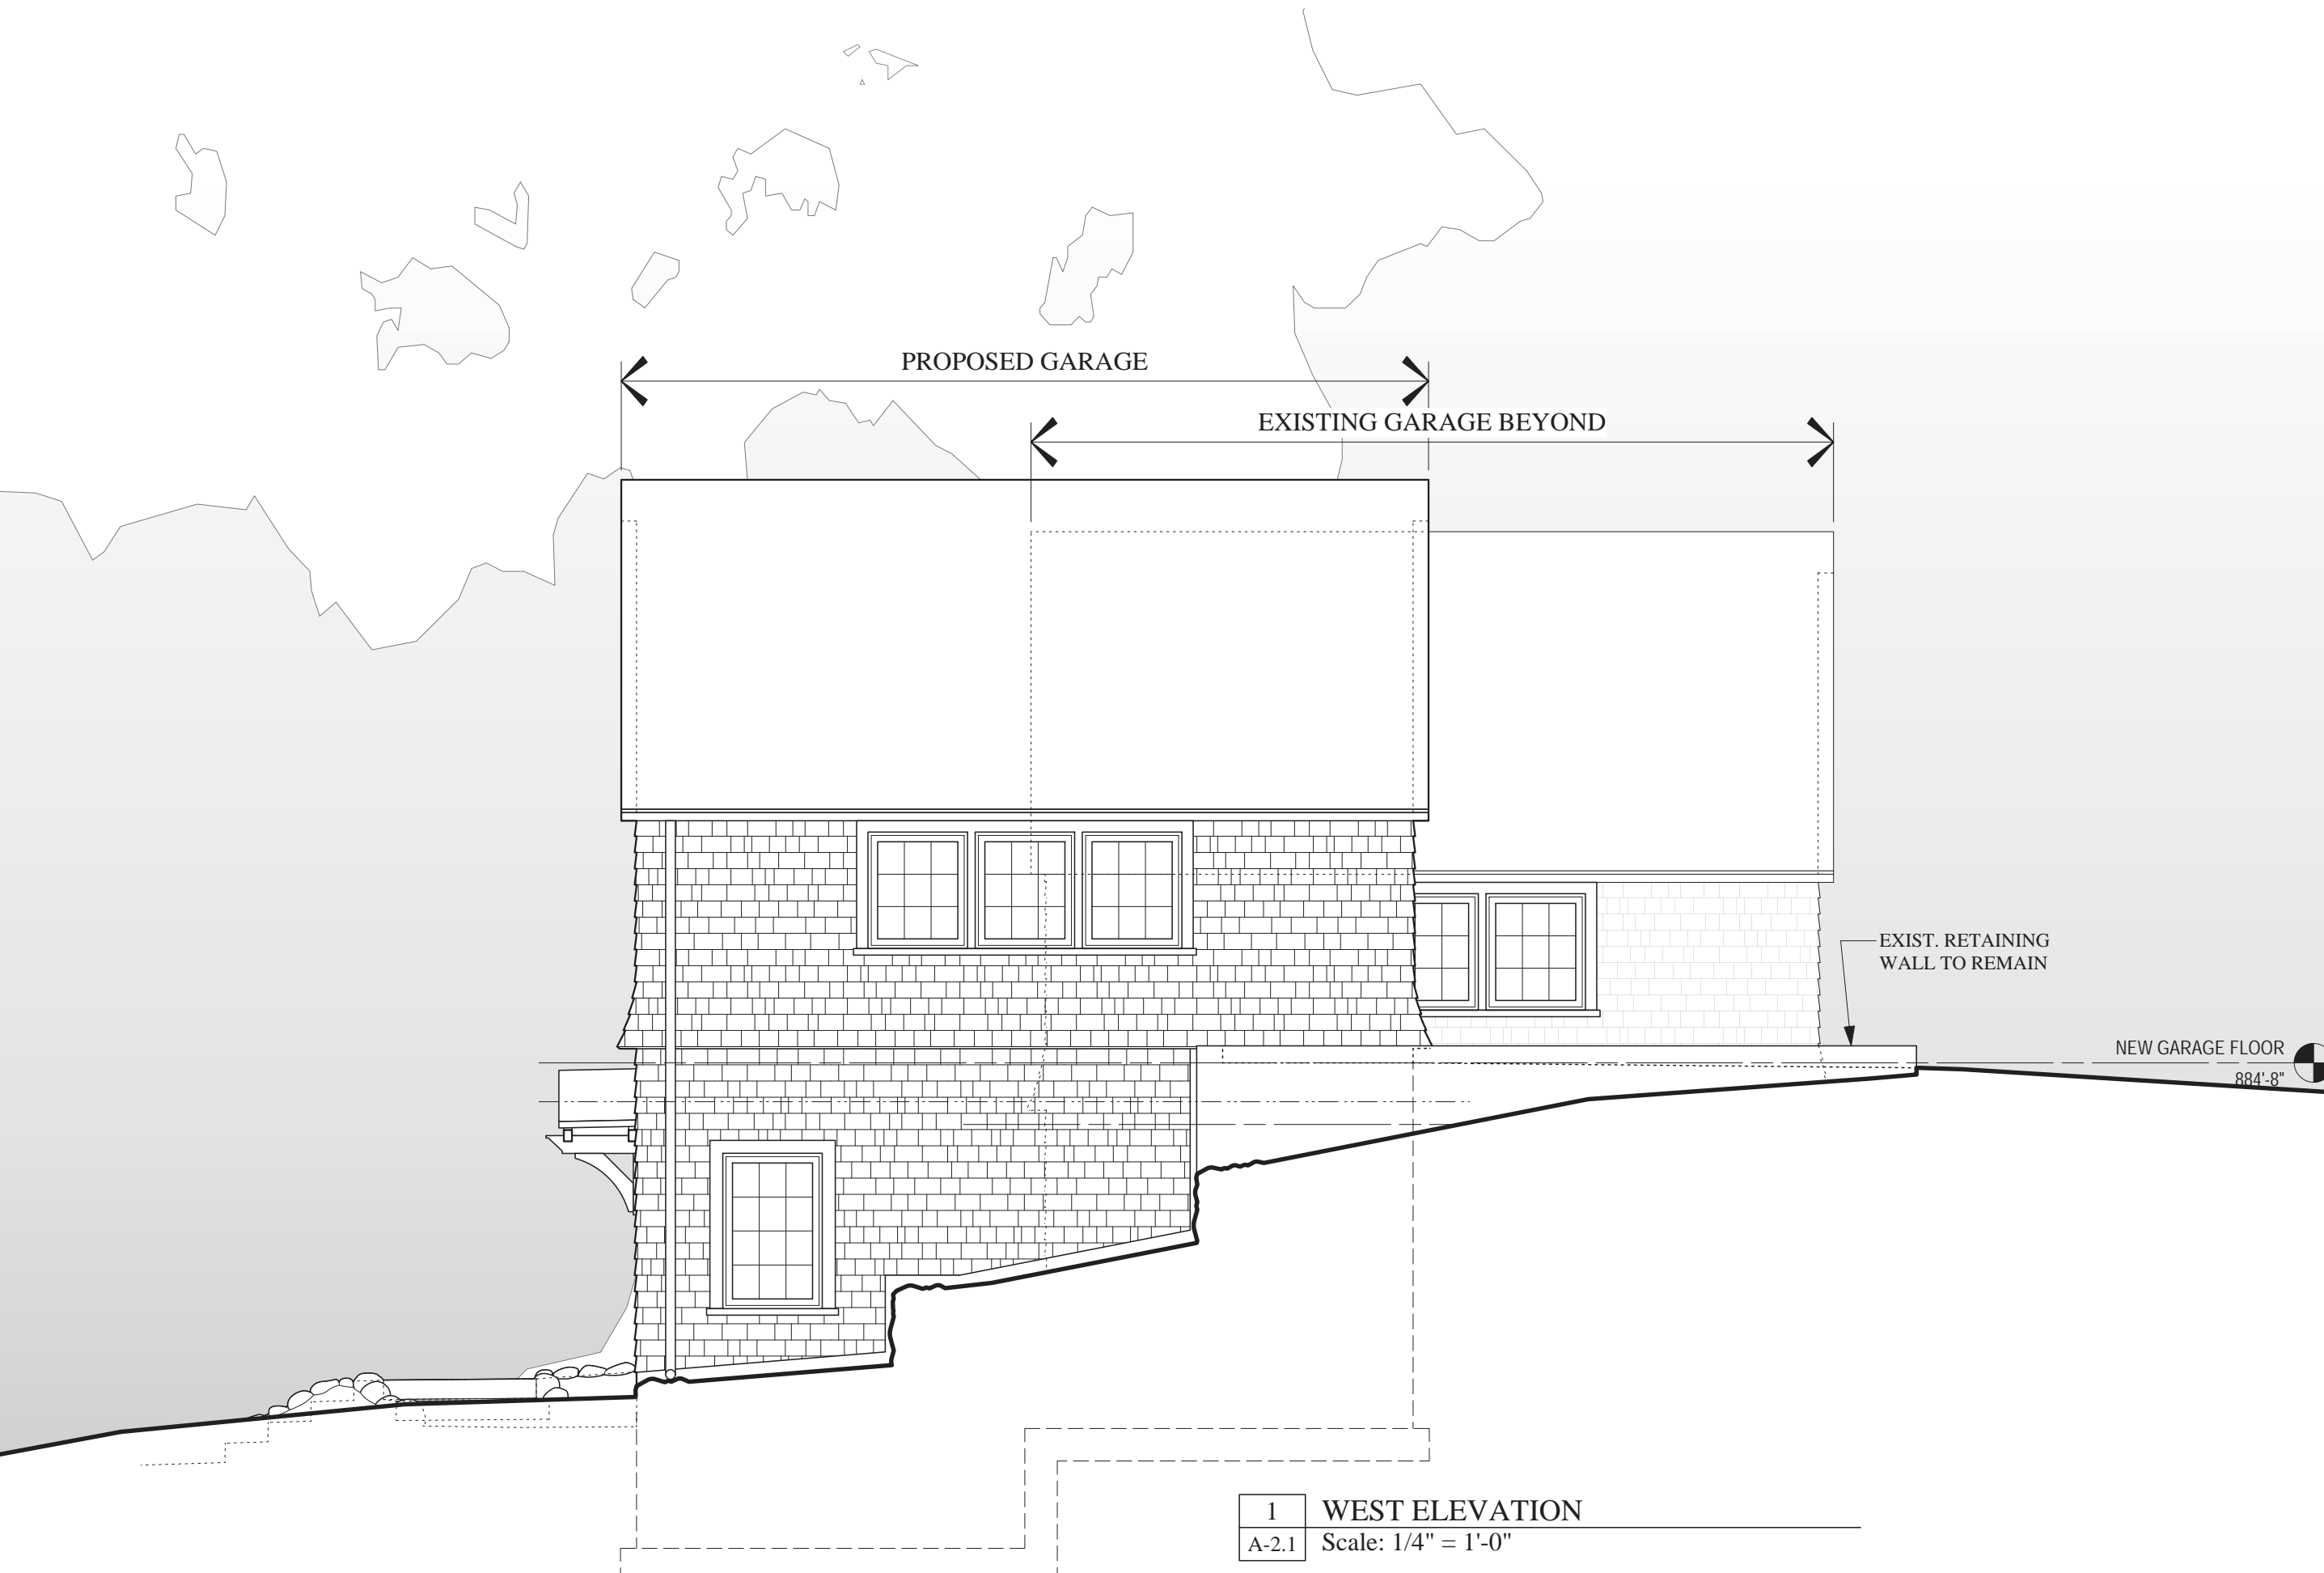 PROPOSED GARAGE
EXISTING GARAGE BEYOND
EXIST. RETAINING
WALL TO REMAIN
NEW GARAGE FLOOR
884'-8"
1
WEST ELEVATION
A-2.1
Scale: 1/4" = 1'-0"